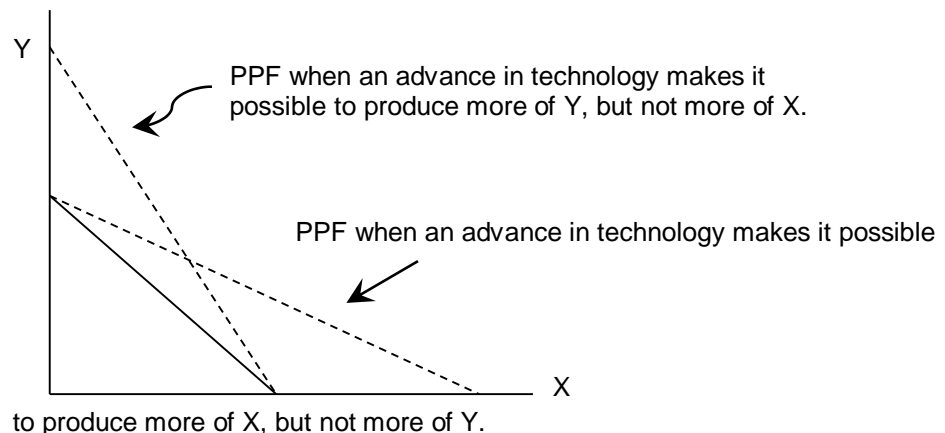 Y
PPF when an advance in technology makes it
possible to produce more of Y, but not more of X.
PPF when an advance in technology makes it possible
X
to produce more of X, but not more of Y.